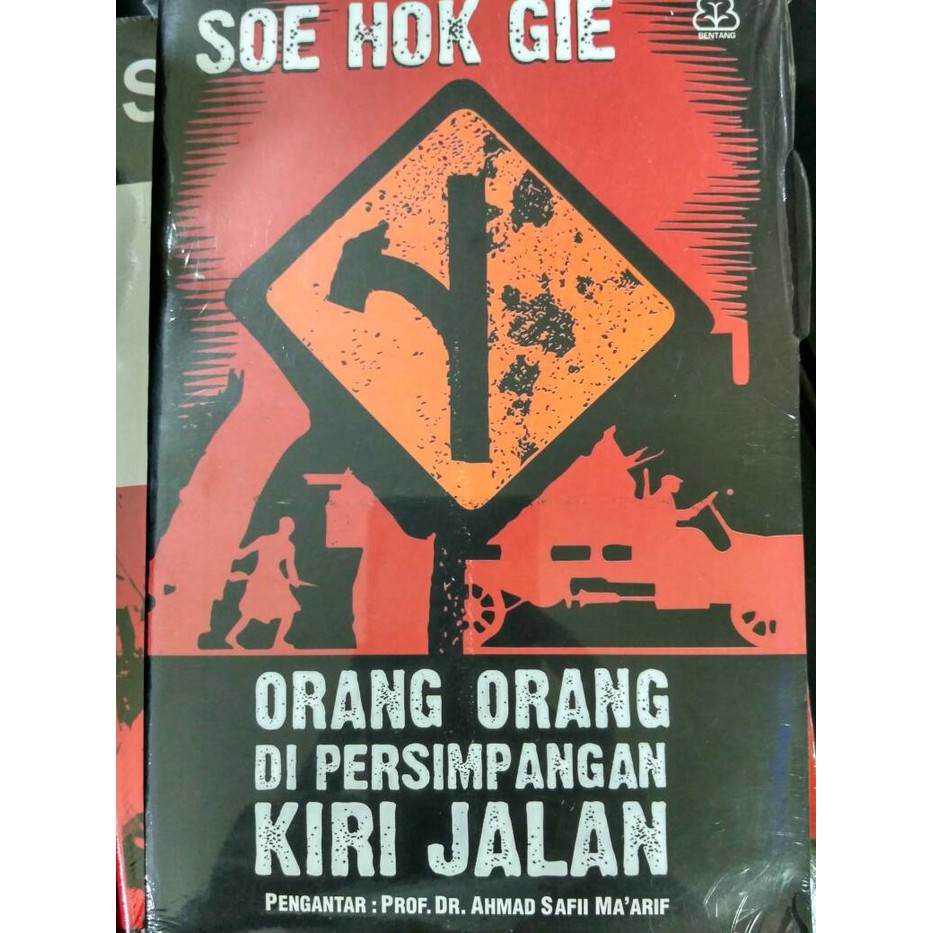 SOE HOK GIE
BENTANG
S
ORANG ORANG
DI PERSIMPANGAN
KIRI JALAN
PENGANTAR : PROF. DR. AHMAD SAFII MA'ARIF